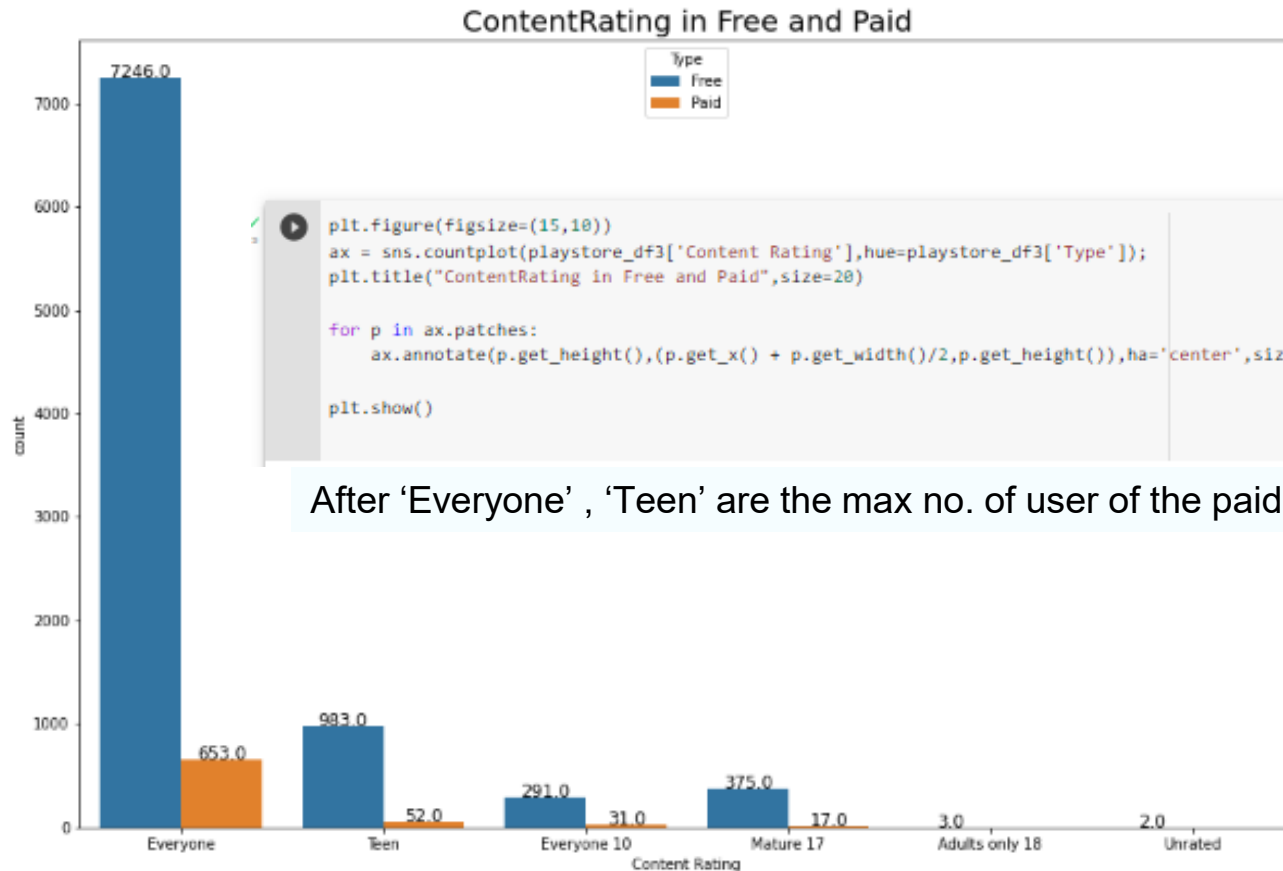 ContentRating in Free and Paid
Type
Free
Paid
7246.0
7000
6000
plt.figure(figsize=(15,10))
ax = sns.countplot(playstore_df3['Content Rating'],hue=playstore_df3['Type']);
plt.title("ContentRating in Free and Paid",size=20)
for p in ax.patches:
ax.annotate(p.get_height(),(p.get_x() + p.get_width()/2,p.get_height()),ha='center',siz
plt.show()
5000
4000
count
After ‘Everyone’ , ‘Teen’ are the max no. of user of the paid
3000
2000
1000
983.0
653.0
52.0
291.0
31.0
375.0
17.0
3.0
2.0
0
Everyone Teen Everyone 10 Mature 17 Adults only 18 Unrated
Content Rating